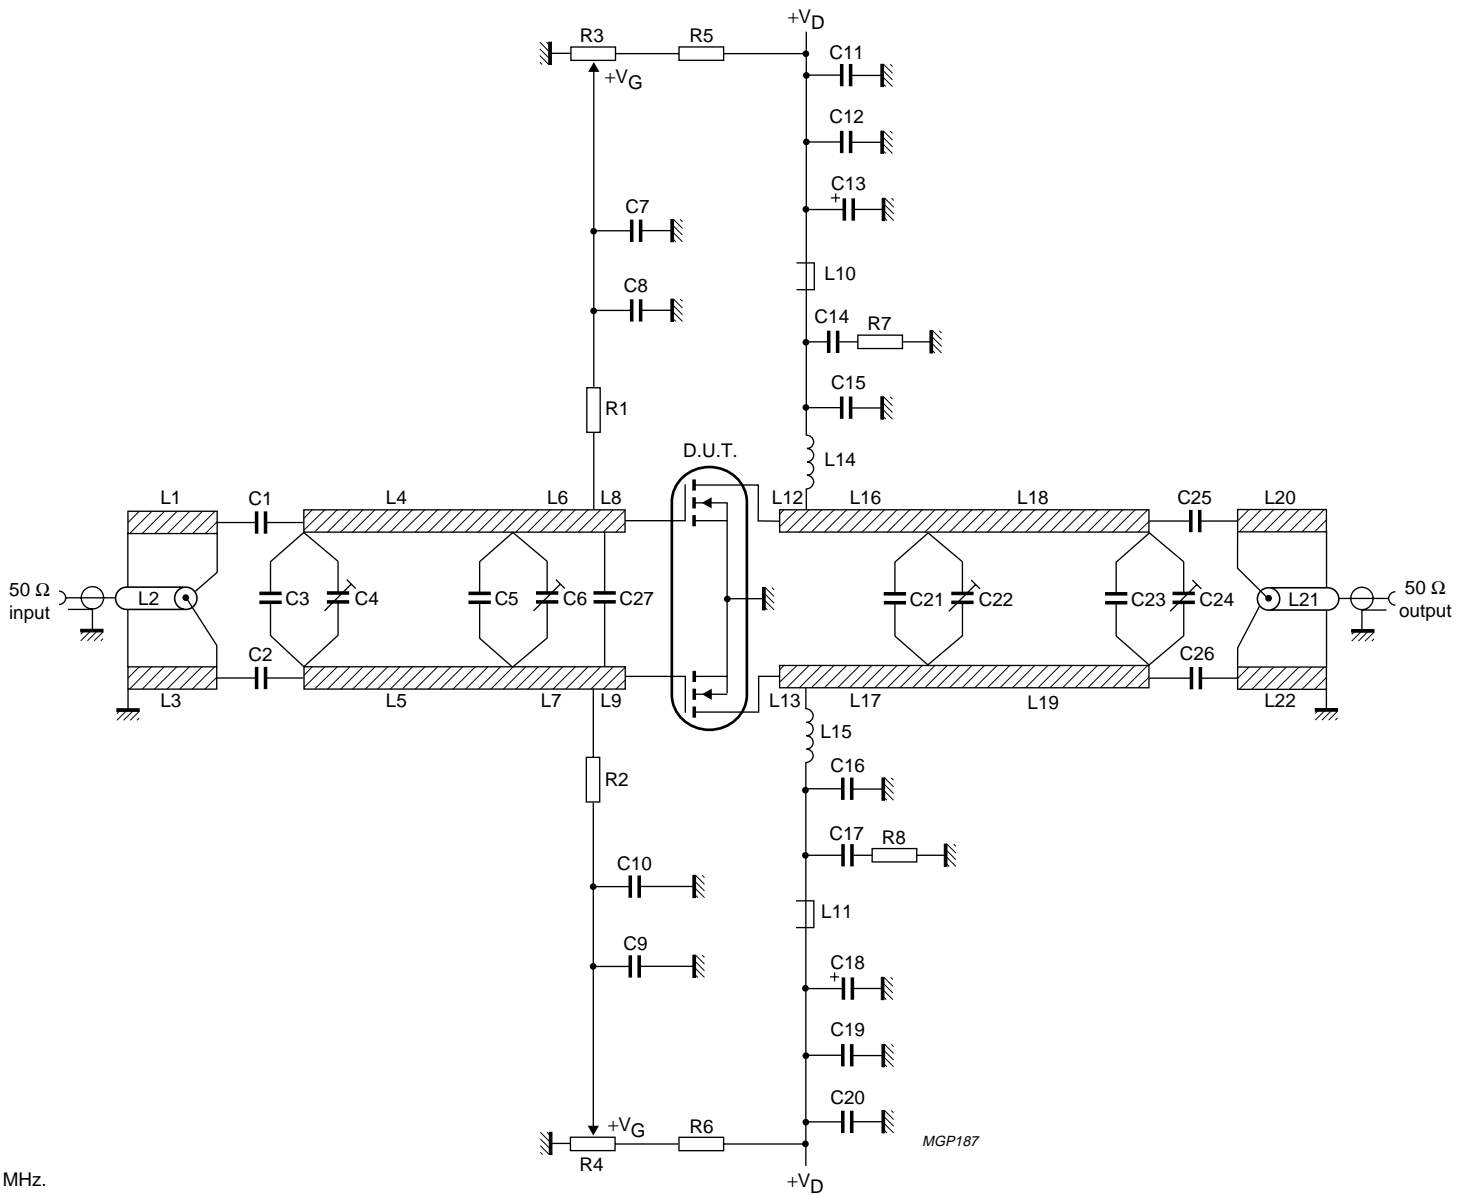 +VD
R3
R5
+VG
C11
C12
C13
+
C7
L10
C8
C14
R7
C15
R1
D.U.T.
L14
L1
C1
L4
L6
L8
L12
L16
L18
C25
L20
50 Ω
input
L2
C3
C4
C5
C6
C27
C21
C22
C23
C24
L21
50 Ω
output
C2
C26
L3
L5
L7
L9
L13
L17
L19
L22
L15
R2
C16
C17
R8
C10
L11
C9
C18
+
C19
C20
+VG
R6
R4
MGP187
+VD
MHz.